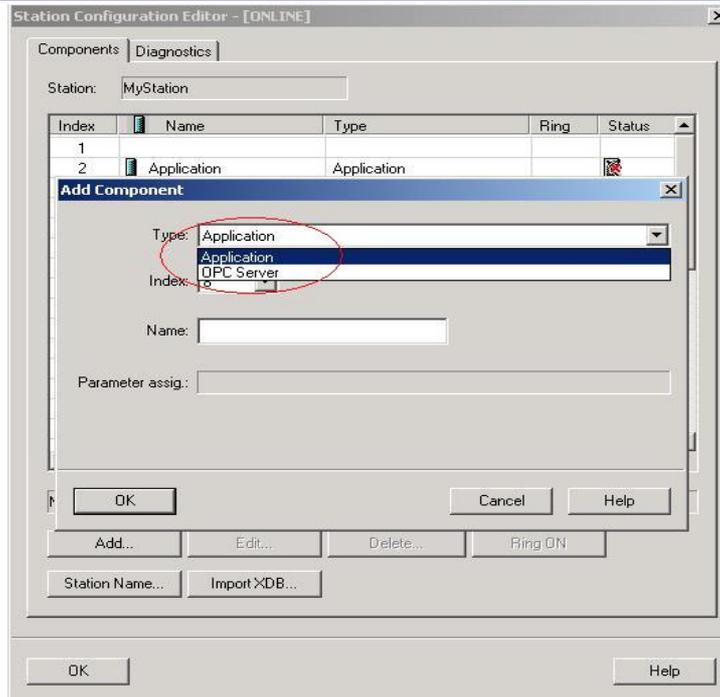 Station Configuration Editor - [ONLINE]
Components Diagnostics
Station: MyStation
Index Name Type Ring Status
1
2 Application Application
Add Component
Type: Application
Application
OPC Server
Index: 8
Name:
Parameter assig.:
OK Cancel Help
Add... Edit... Delete... Ring ON
Station Name... Import XDB...
OK Help